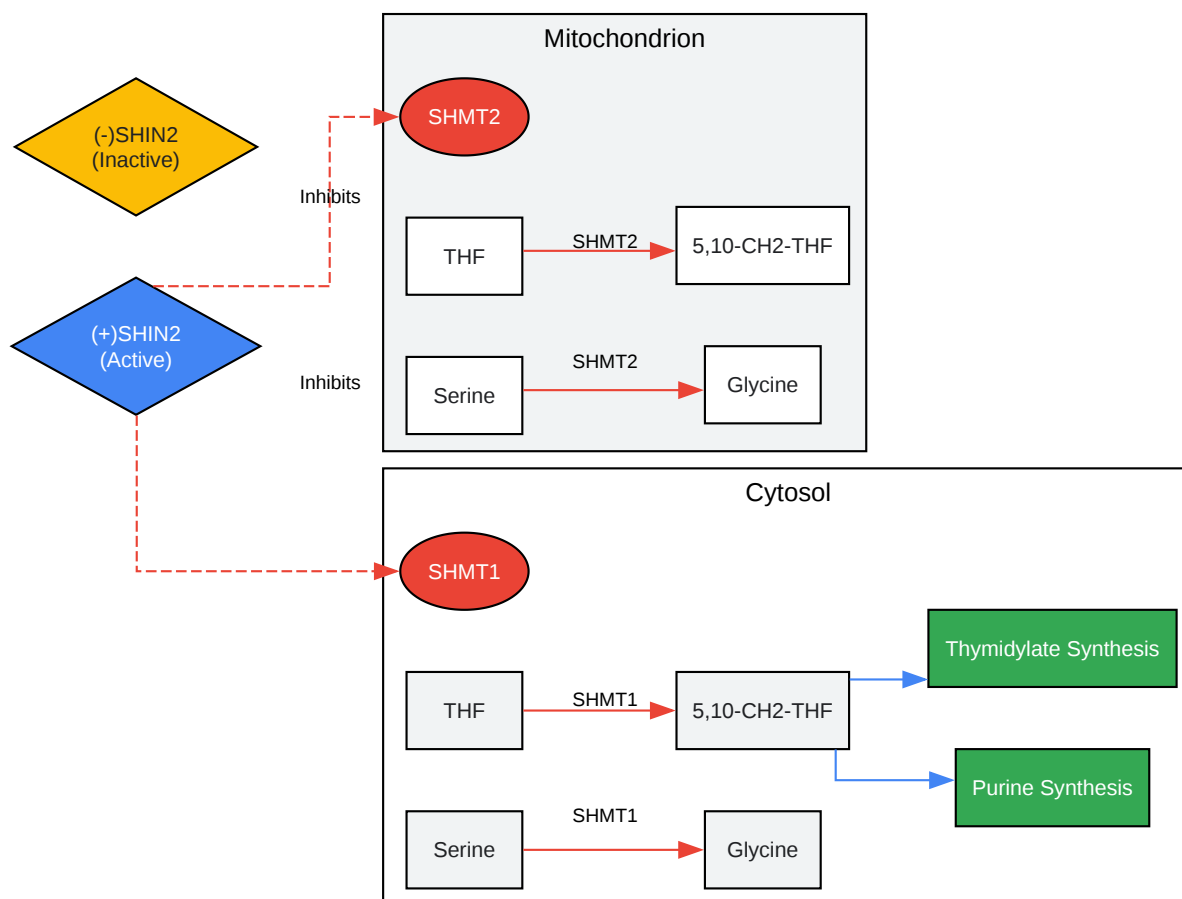 Mitochondrion
SHMT2
(-)SHIN2
(Inactive)
Inhibits
THF
SHMT2
5,10-CH2-THF
(+)SHIN2
(Active)
Inhibits
Serine
SHMT2
Glycine
Cytosol
SHMT1
Thymidylate Synthesis
THF
SHMT1
5,10-CH2-THF
Purine Synthesis
Serine
SHMT1
Glycine